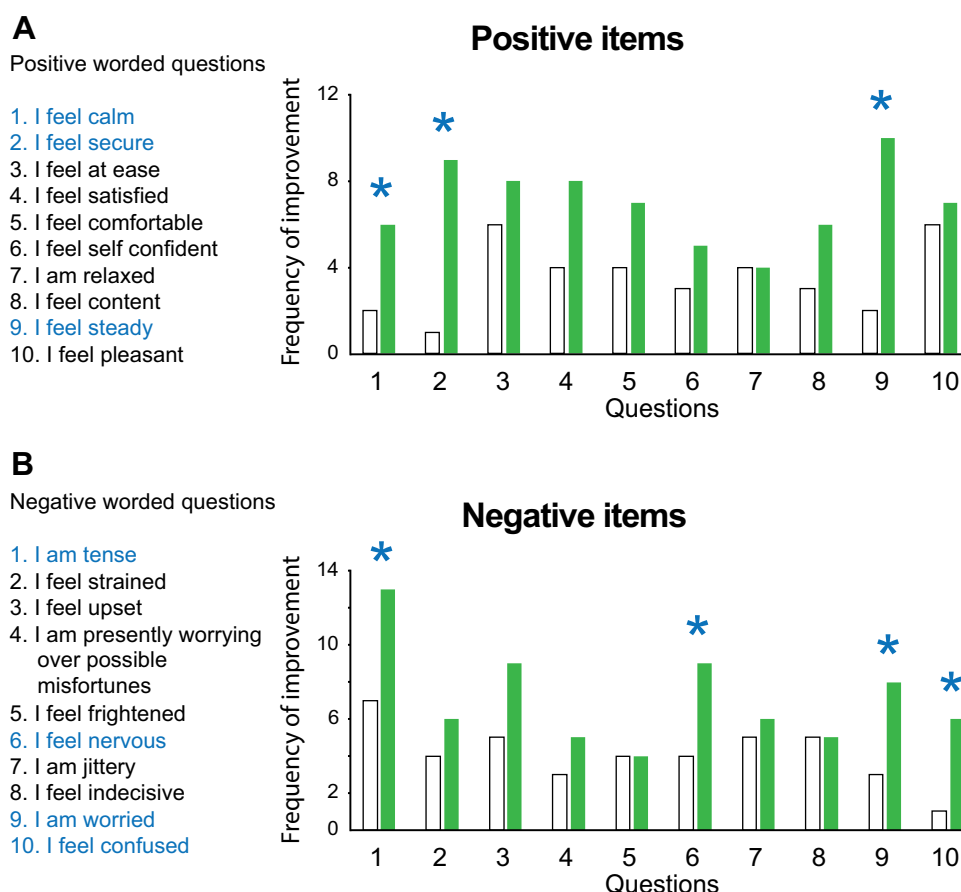 A
Positive items
Positive worded questions
1. I feel calm
2. I feel secure
3. I feel at ease
4. I feel satisfied
5. I feel comfortable
6. I feel self confident
7. I am relaxed
8. I feel content
9. I feel steady
10. I feel pleasant
Frequency of improvement
12
8
4
0
* * *
1 2 3 4 5 6 7 8 9 10
Questions
B
Negative items
Negative worded questions
1. I am tense
2. I feel strained
3. I feel upset
4. I am presently worrying
over possible
misfortunes
5. I feel frightened
6. I feel nervous
7. I am jittery
8. I feel indecisive
9. I am worried
10. I feel confused
Frequency of improvement
14
10
6
2
0
* * * *
1 2 3 4 5 6 7 8 9 10
Questions